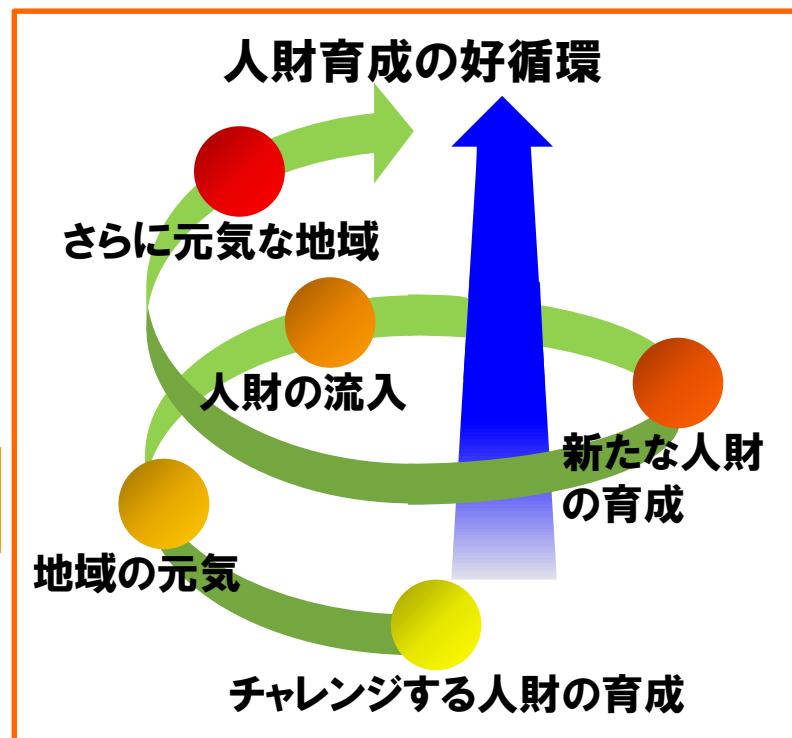 人財育成の好循環
さらに元気な地域
人財の流入
新たな人財
の育成
地域の元気
チャレンジする人財の育成